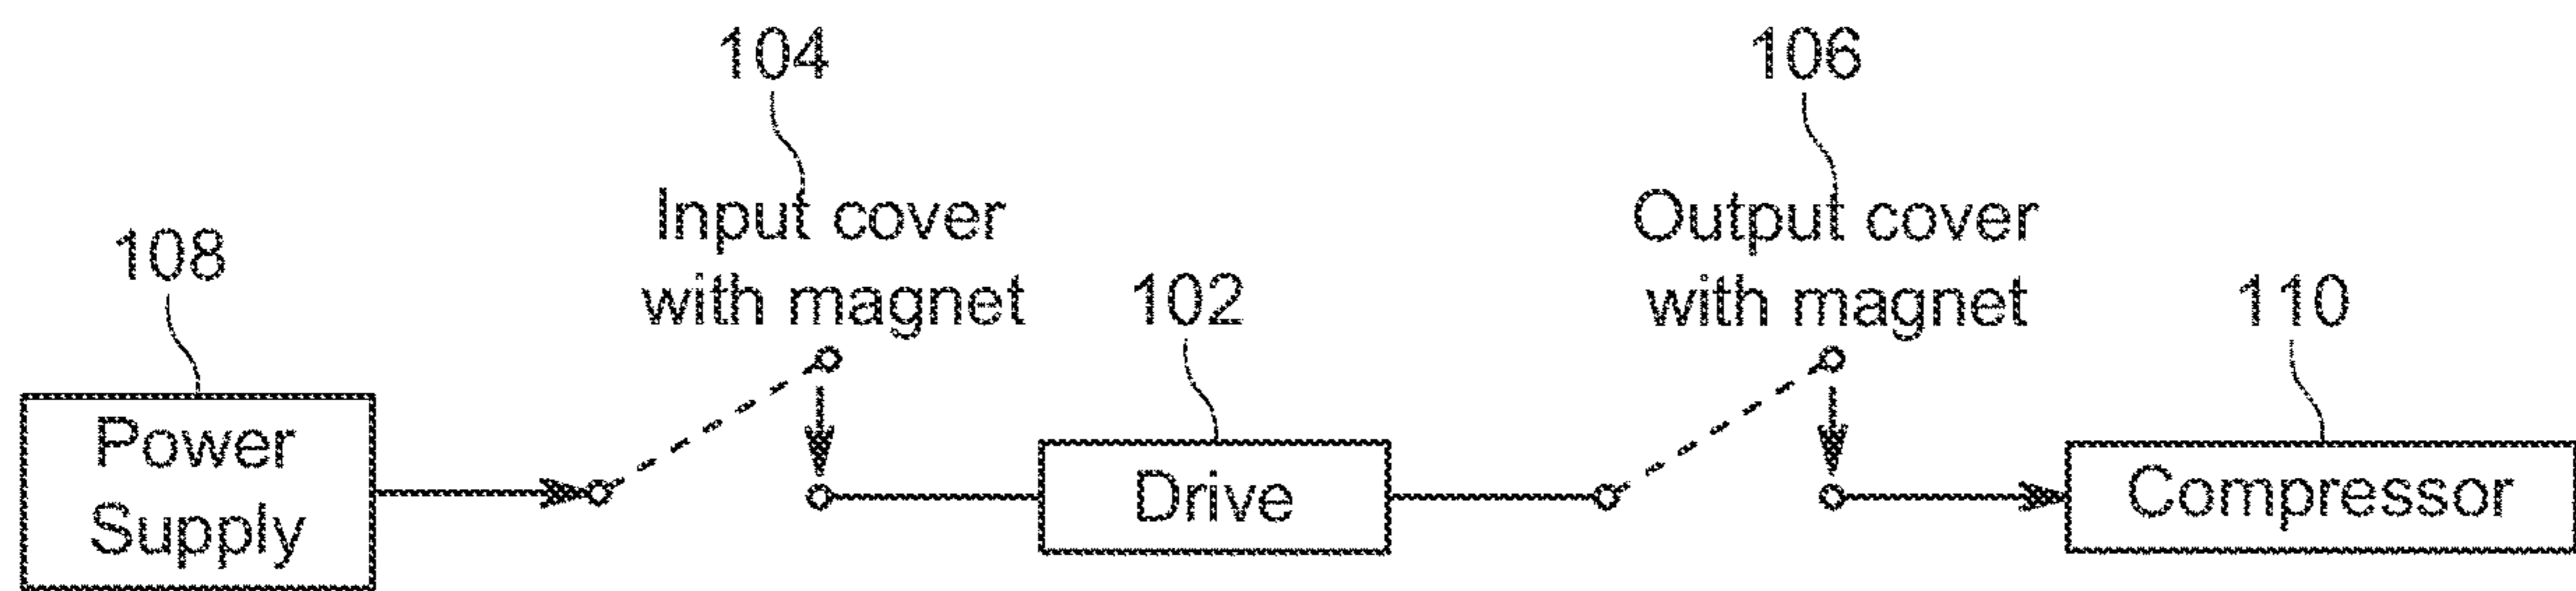 104
106
Input cover
with magnet
Output cover
with magnet
108
102
110
Power
Supply
Drive
Compressor